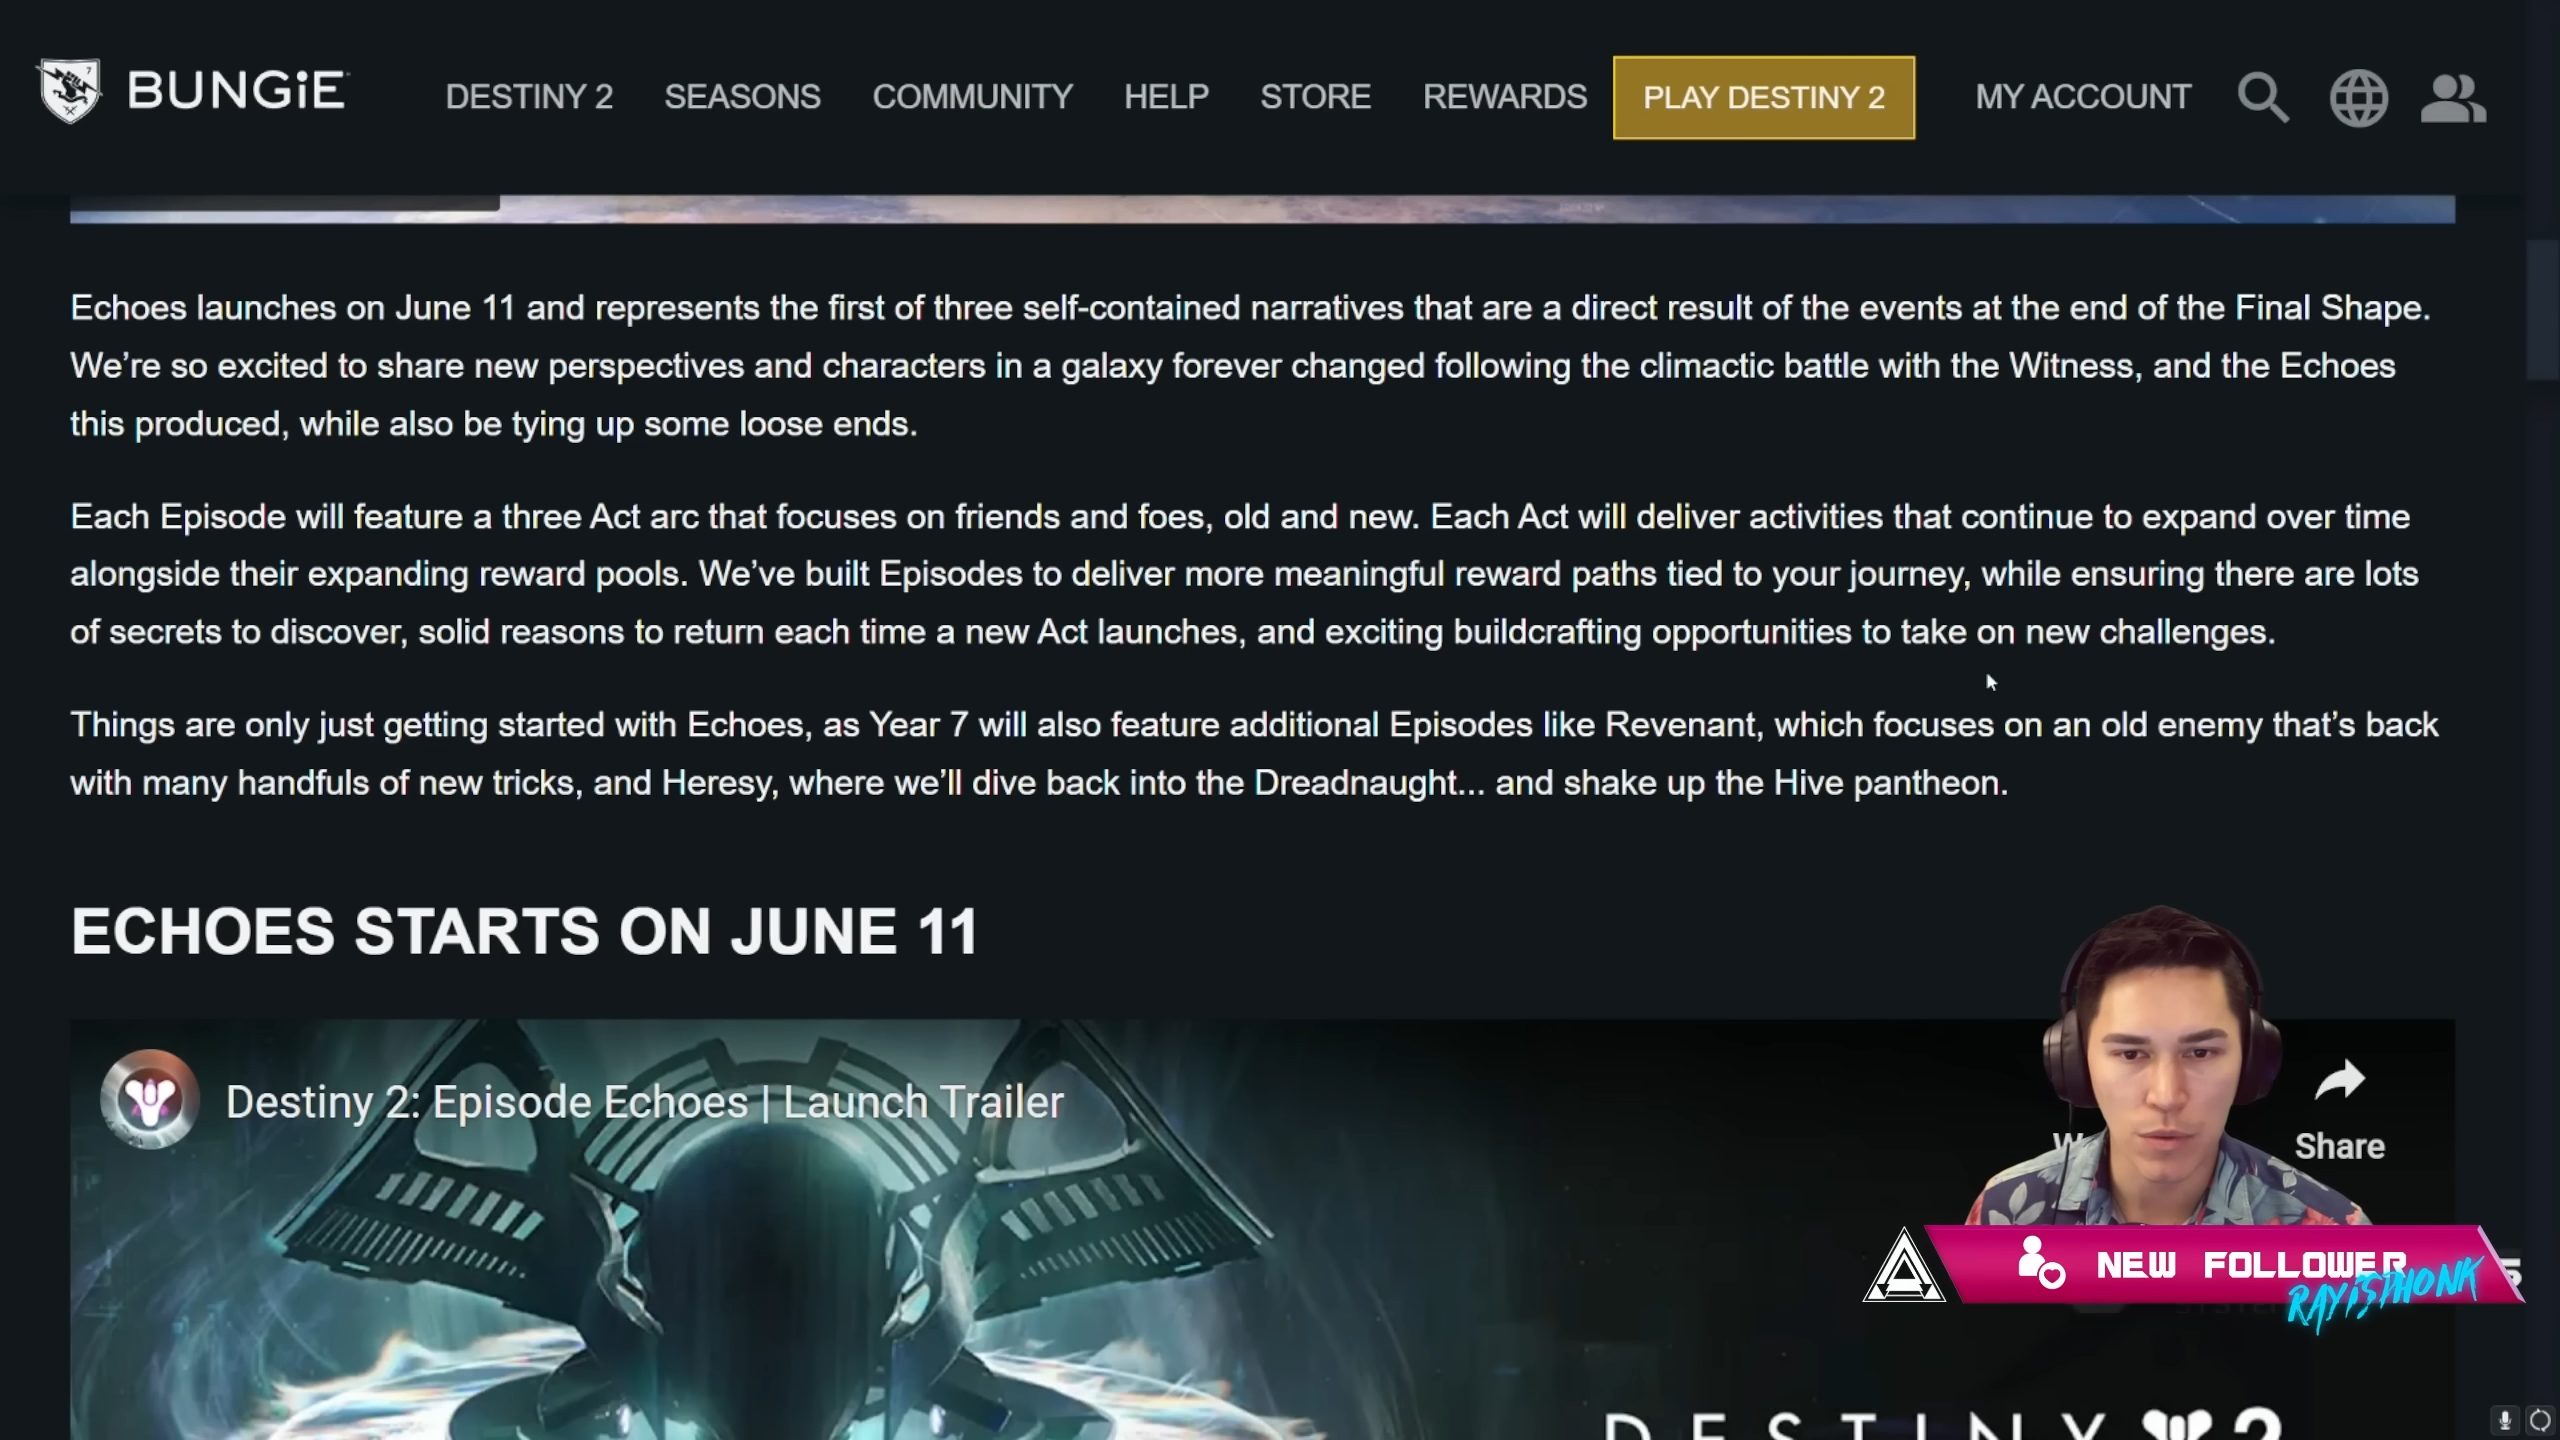 BUNGiE
DESTINY 2 SEASONS COMMUNITY HELP STORE REWARDS PLAY DESTINY 2 MY ACCOUNT
Echoes launches on June 11 and represents the first of three self-contained narratives that are a direct result of the events at the end of the Final Shape.
We’re so excited to share new perspectives and characters in a galaxy forever changed following the climactic battle with the Witness, and the Echoes
this produced, while also be tying up some loose ends.
Each Episode will feature a three Act arc that focuses on friends and foes, old and new. Each Act will deliver activities that continue to expand over time
alongside their expanding reward pools. We’ve built Episodes to deliver more meaningful reward paths tied to your journey, while ensuring there are lots
of secrets to discover, solid reasons to return each time a new Act launches, and exciting buildcrafting opportunities to take on new challenges.
Things are only just getting started with Echoes, as Year 7 will also feature additional Episodes like Revenant, which focuses on an old enemy that’s back
with many handfuls of new tricks, and Heresy, where we’ll dive back into the Dreadnaught... and shake up the Hive pantheon.
ECHOES STARTS ON JUNE 11
Destiny 2: Episode Echoes | Launch Trailer
Share
NEW FOLLOWER
RAYISPHONK
DESTINY 2